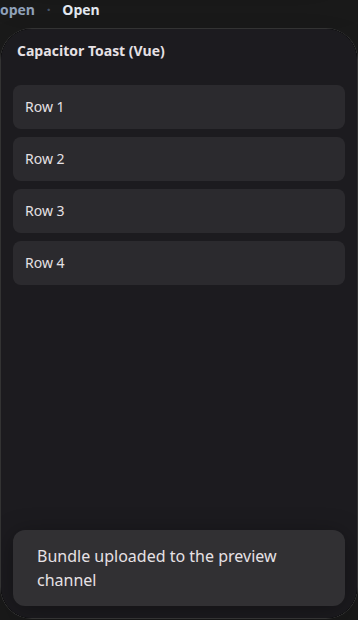 open · Open
Capacitor Toast (Vue)
Row 1
Row 2
Row 3
Row 4
Bundle uploaded to the preview
channel